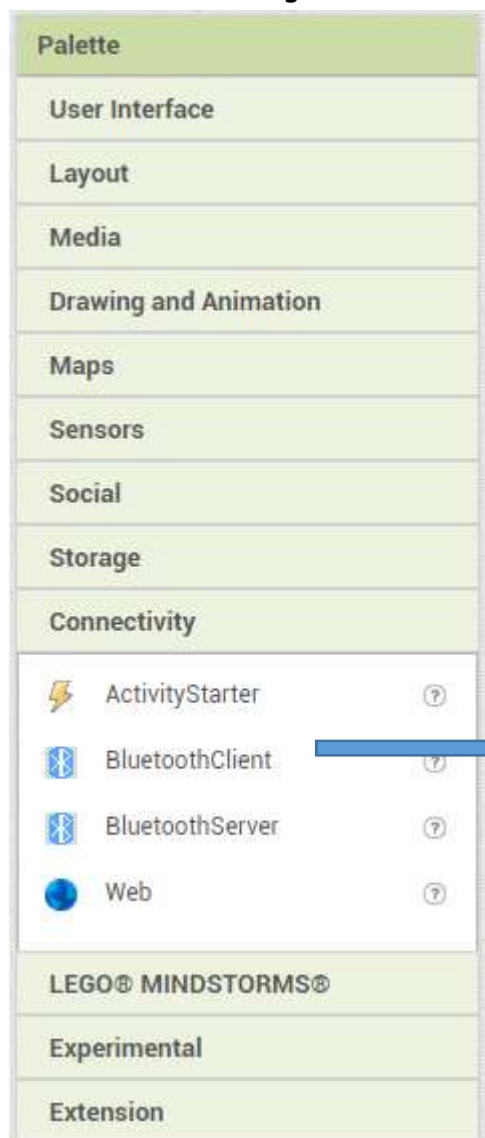 Palette
User Interface
Layout
Media
Drawing and Animation
Maps
Sensors
Social
Storage
Connectivity
ActivityStarter ?
BluetoothClient ?
BluetoothServer ?
Web ?
LEGO® MINDSTORMS®
Experimental
Extension